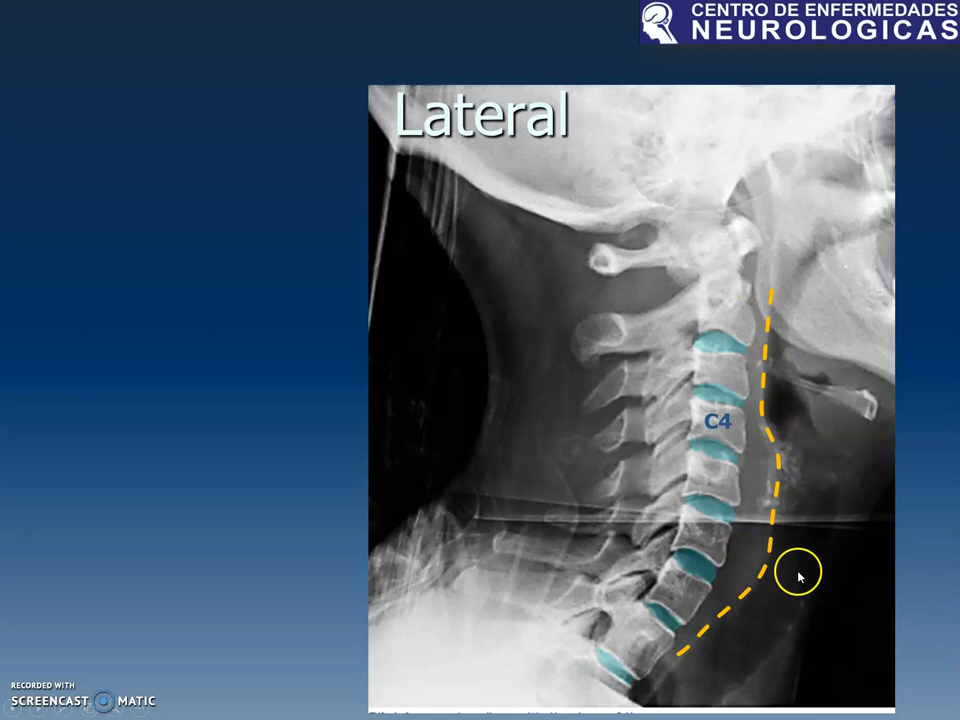 CENTRO DE ENFERMEDADES
NEUROLOGICAS
Lateral
C4
RECORDED WITH
SCREENCAST MATIC